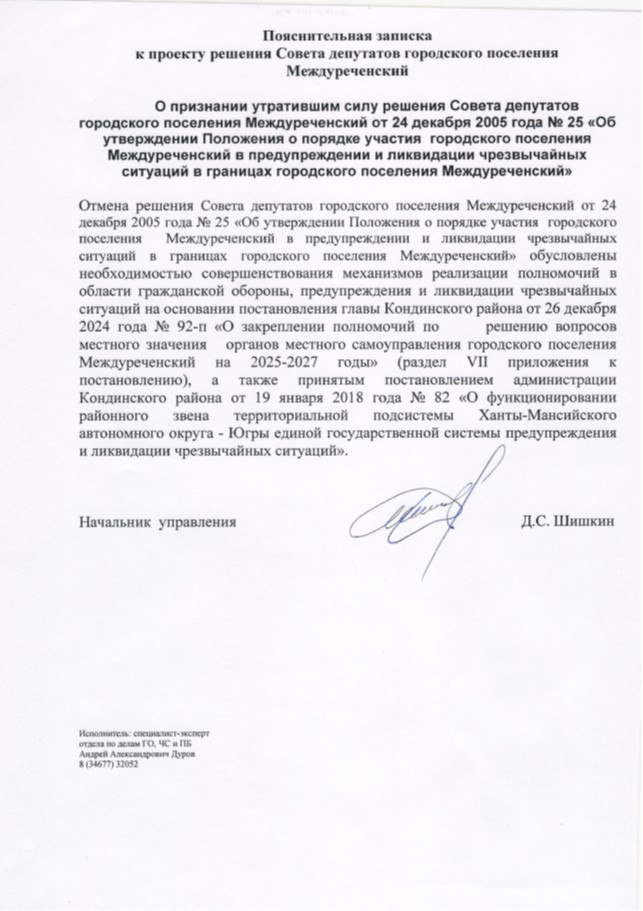 Пояснительная записка
к проекту решения Совета депутатов городского поселения
Междуреченский
О признании утратившим силу решения Совета депутатов
городского поселения Междуреченский от 24 декабря 2005 года № 25 «Об
утверждении Положения о порядке участия городского поселения
Междуреченский в предупреждении и ликвидации чрезвычайных
ситуаций в границах городского поселения Междуреченский»
Отмена решения Совета депутатов городского поселения Междуреченский от 24
декабря 2005 года № 25 «Об утверждении Положения о порядке участия городского
поселения Междуреченский в предупреждении и ликвидации чрезвычайных
ситуаций в границах городского поселения Междуреченский» обусловлены
необходимостью совершенствования механизмов реализации полномочий в
области гражданской обороны, предупреждения и ликвидации чрезвычайных
ситуаций на основании постановления главы Кондинского района от 26 декабря
2024 года № 92-п «О закреплении полномочий по решению вопросов
местного значения органов местного самоуправления городского поселения
Междуреченский на 2025-2027 годы» (раздел VII приложения к
постановлению), а также принятым постановлением администрации
Кондинского района от 19 января 2018 года № 82 «О функционировании
районного звена территориальной подсистемы Ханты-Мансийского
автономного округа - Югры единой государственной системы предупреждения
и ликвидации чрезвычайных ситуаций».
Начальник управления Д.С. Шишкин
Исполнитель: специалист-эксперт
отдела по делам ГО, ЧС и ПБ
Андрей Александрович Дуров
8 (34677) 32052